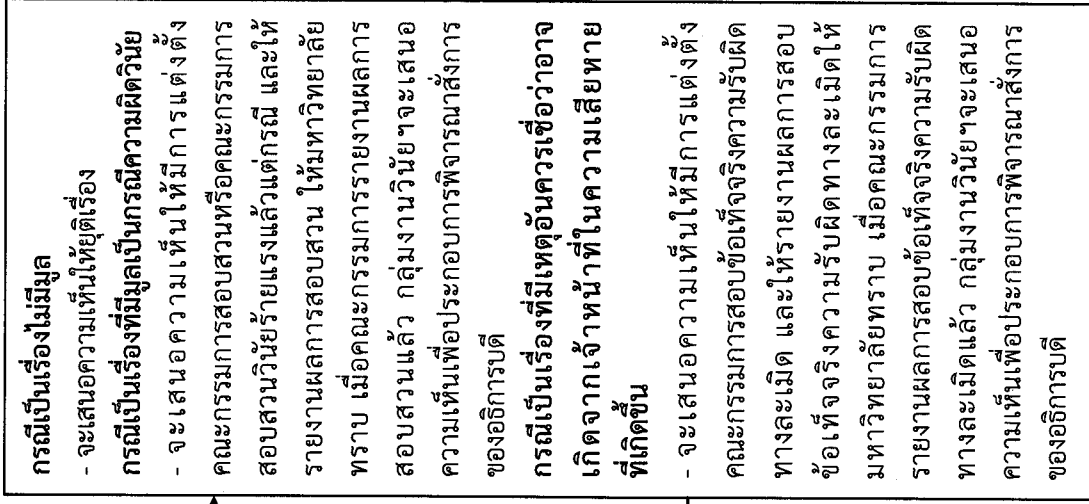 กรณีเป็นเรื่องไม่มีมูล
- จะเสนอความเห็นให้ยุติเรื่อง
กรณีเป็นเรื่องที่มีมูลเป็นกรณีความผิดวินัย
- จะเสนอความเห็นให้มีการแต่งตั้ง
คณะกรรมการสอบสวนหรือคณะกรรมการ
สอบสวนวินัยร้ายแรงแล้วแต่กรณี และให้
รายงานผลการสอบสวน ให้มหาวิทยาลัย
ทราบ เมื่อคณะกรรมการรายงานผลการ
สอบสวนแล้ว กลุ่มงานวินัยฯจะเสนอ
ความเห็นเพื่อประกอบการพิจารณาสั่งการ
ของอธิการบดี
กรณีเป็นเรื่องที่มีเหตุอันควรเชื่อว่าอาจ
เกิดจากเจ้าหน้าที่ในความเสียหาย
ที่เกิดขึ้น
- จะเสนอความเห็นให้มีการแต่งตั้ง
คณะกรรมการสอบข้อเท็จจริงความรับผิด
ทางละเมิด และให้รายงานผลการสอบ
ข้อเท็จจริงความรับผิดทางละเมิดให้
มหาวิทยาลัยทราบ เมื่อคณะกรรมการ
รายงานผลการสอบข้อเท็จจริงความรับผิด
ทางละเมิดแล้ว กลุ่มงานวินัยฯจะเสนอ
ความเห็นเพื่อประกอบการพิจารณาสั่งการ
ของอธิการบดี